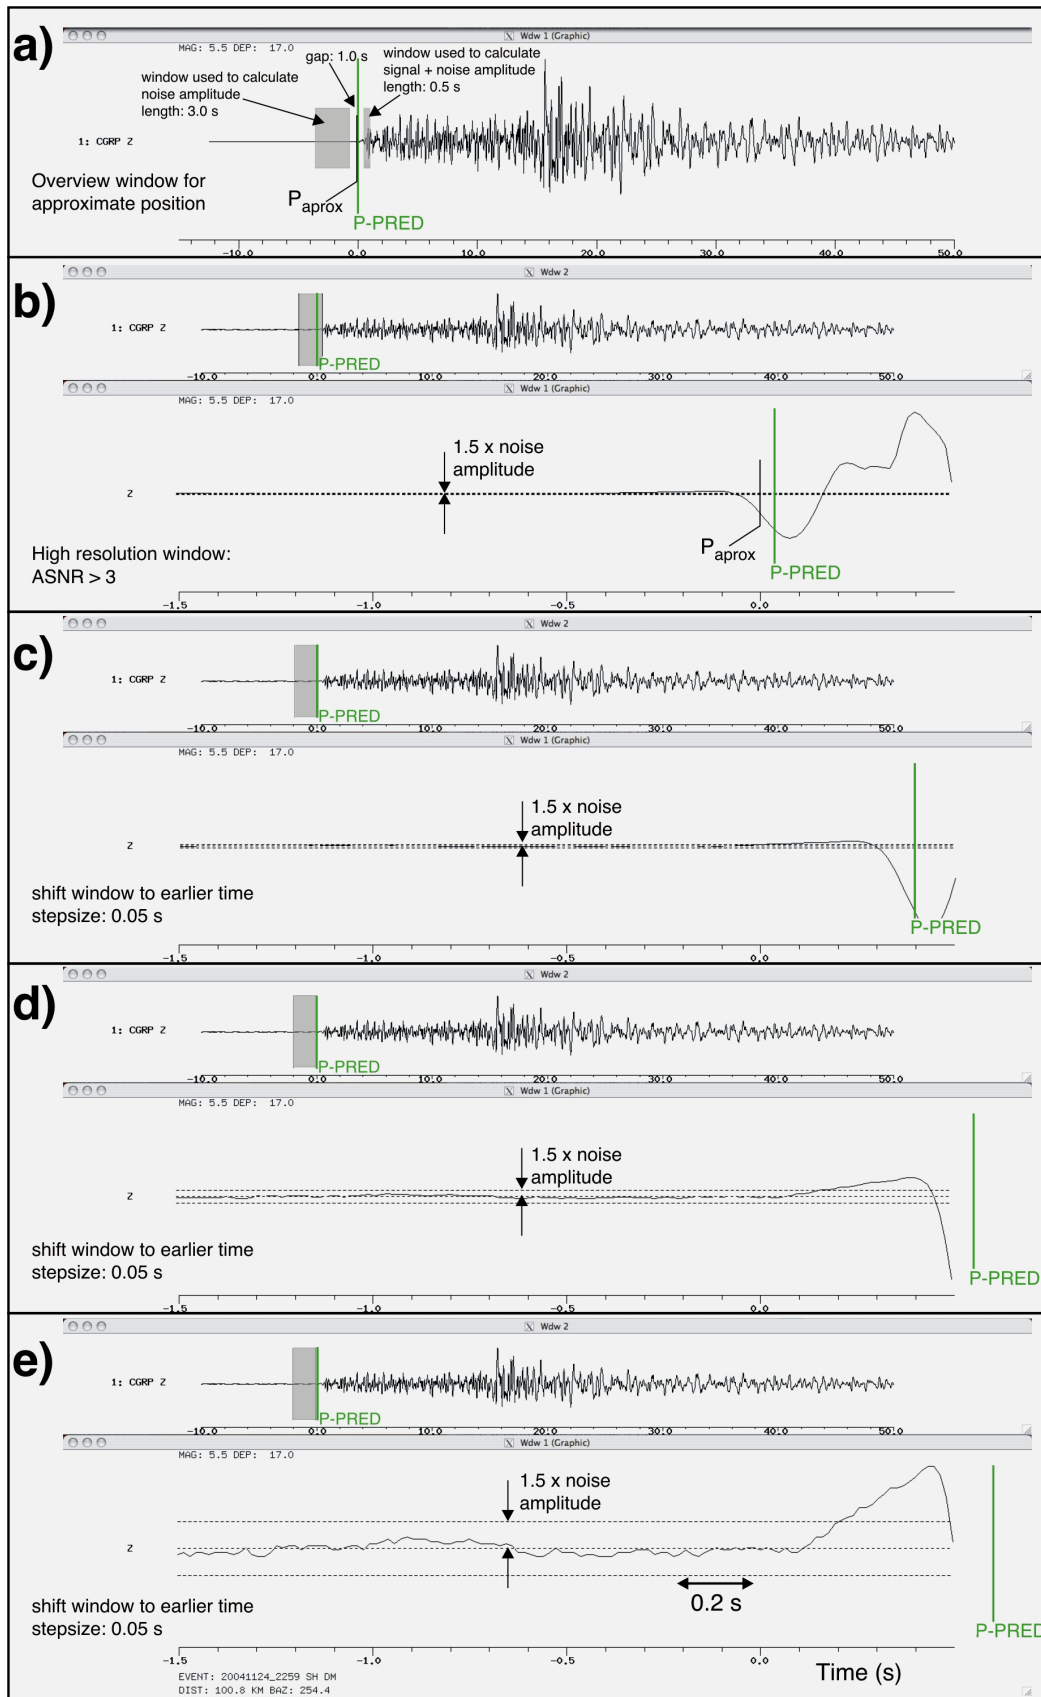 a)
Wdw 1 (Graphic)
MAG: 5.5 DEP: 17.0
gap: 1.0 s
window used to calculate
signal + noise amplitude
length: 0.5 s
window used to calculate
noise amplitude
length: 3.0 s
1: CGRP Z
Overview window for
approximate position
Paprox
P-PRED
-10.0 0.0 10.0 20.0 30.0 40.0 50.0
b)
Wdw 2
1: CGRP Z
P-PRED
-10.0 0.0 10.0 20.0 30.0 40.0 50.0
Wdw 1 (Graphic)
MAG: 5.5 DEP: 17.0
1.5 x noise
amplitude
Z
Paprox
P-PRED
High resolution window:
ASNR > 3
-1.5 -1.0 -0.5 0.0
c)
Wdw 2
1: CGRP Z
P-PRED
-10.0 0.0 10.0 20.0 30.0 40.0 50.0
Wdw 1 (Graphic)
MAG: 5.5 DEP: 17.0
1.5 x noise
amplitude
Z
shift window to earlier time
stepsize: 0.05 s
P-PRED
-1.5 -1.0 -0.5 0.0
d)
Wdw 2
1: CGRP Z
P-PRED
-10.0 0.0 10.0 20.0 30.0 40.0 50.0
Wdw 1 (Graphic)
MAG: 5.5 DEP: 17.0
1.5 x noise
amplitude
Z
shift window to earlier time
stepsize: 0.05 s
P-PRED
-1.5 -1.0 -0.5 0.0
e)
Wdw 2
1: CGRP Z
P-PRED
-10.0 0.0 10.0 20.0 30.0 40.0 50.0
Wdw 1 (Graphic)
MAG: 5.5 DEP: 17.0
1.5 x noise
amplitude
Z
0.2 s
shift window to earlier time
stepsize: 0.05 s
P-PRED
-1.5 -1.0 -0.5 0.0
Time (s)
EVENT: 20041124_2259 SH DM
DIST: 100.8 KM BAZ: 254.4